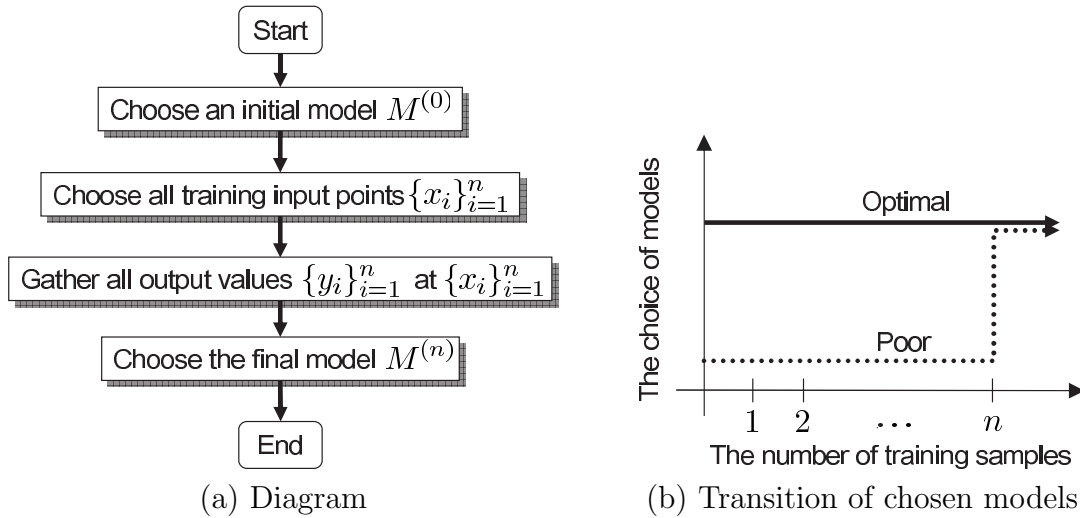 Start
Choose an initial model M^{(0)}
Choose all training input points {x_i}_{i=1}^n
Gather all output values {y_i}_{i=1}^n at {x_i}_{i=1}^n
Choose the final model M^{(n)}
End
(a) Diagram
The choice of models
Optimal
Poor
1 2 ... n
The number of training samples
(b) Transition of chosen models